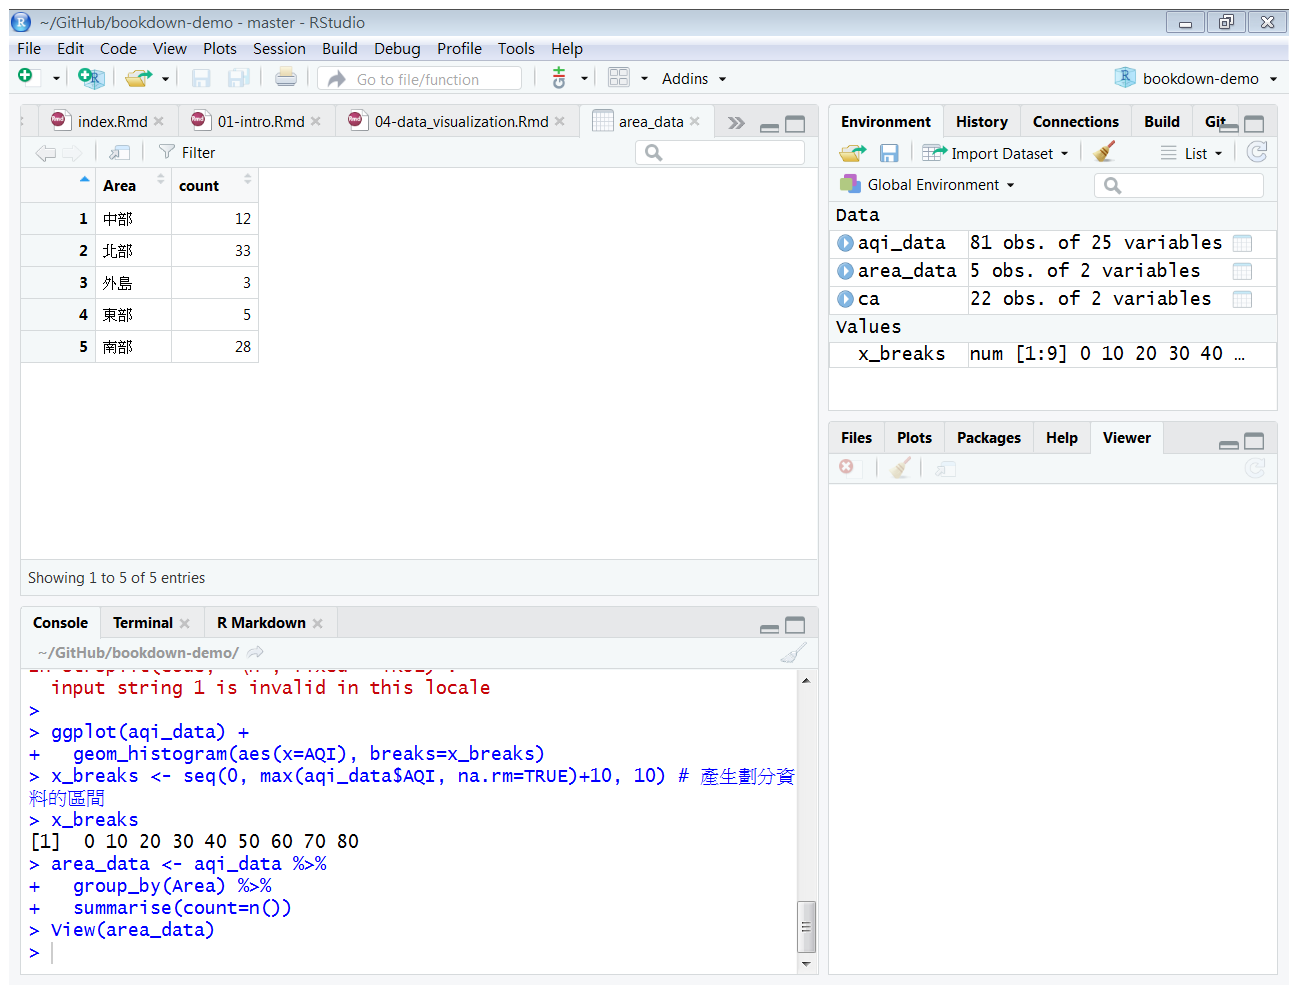 ~/GitHub/bookdown-demo - master - RStudio
File Edit Code View Plots Session Build Debug Profile Tools Help
Go to file/function Addins bookdown-demo
index.Rmd 01-intro.Rmd 04-data_visualization.Rmd area_data
Filter
Area count
1 中部 12
2 北部 33
3 外島 3
4 東部 5
5 南部 28
Showing 1 to 5 of 5 entries
Console Terminal R Markdown
~/GitHub/bookdown-demo/
input string 1 is invalid in this locale
>
> ggplot(aqi_data) +
+   geom_histogram(aes(x=AQI), breaks=x_breaks)
> x_breaks <- seq(0, max(aqi_data$AQI, na.rm=TRUE)+10, 10) # 產生劃分資
料的區間
> x_breaks
[1]  0 10 20 30 40 50 60 70 80
> area_data <- aqi_data %>%
+   group_by(Area) %>%
+   summarise(count=n())
> View(area_data)
>
Environment History Connections Build Git
Import Dataset List
Global Environment
Data
aqi_data 81 obs. of 25 variables
area_data 5 obs. of 2 variables
ca 22 obs. of 2 variables
Values
x_breaks num [1:9] 0 10 20 30 40 …
Files Plots Packages Help Viewer